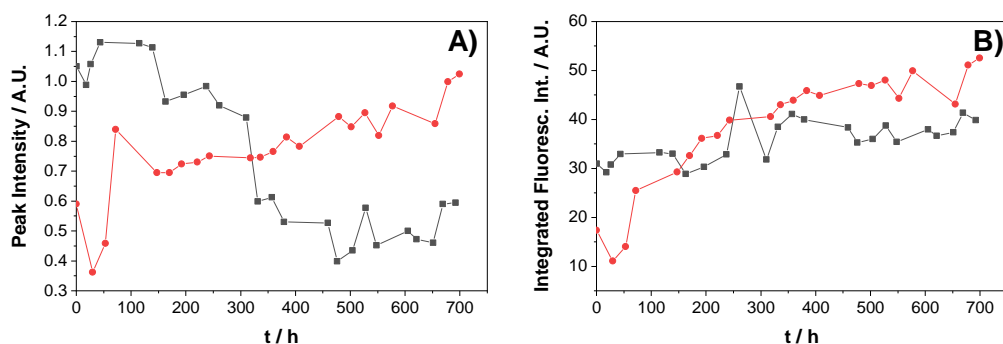 A)
Peak Intensity / A.U.
1.2
1.1
1.0
0.9
0.8
0.7
0.6
0.5
0.4
0.3
0 100 200 300 400 500 600 700
t / h
B)
Integrated Fluoresc. Int. / A.U.
60
50
40
30
20
10
0 100 200 300 400 500 600 700
t / h